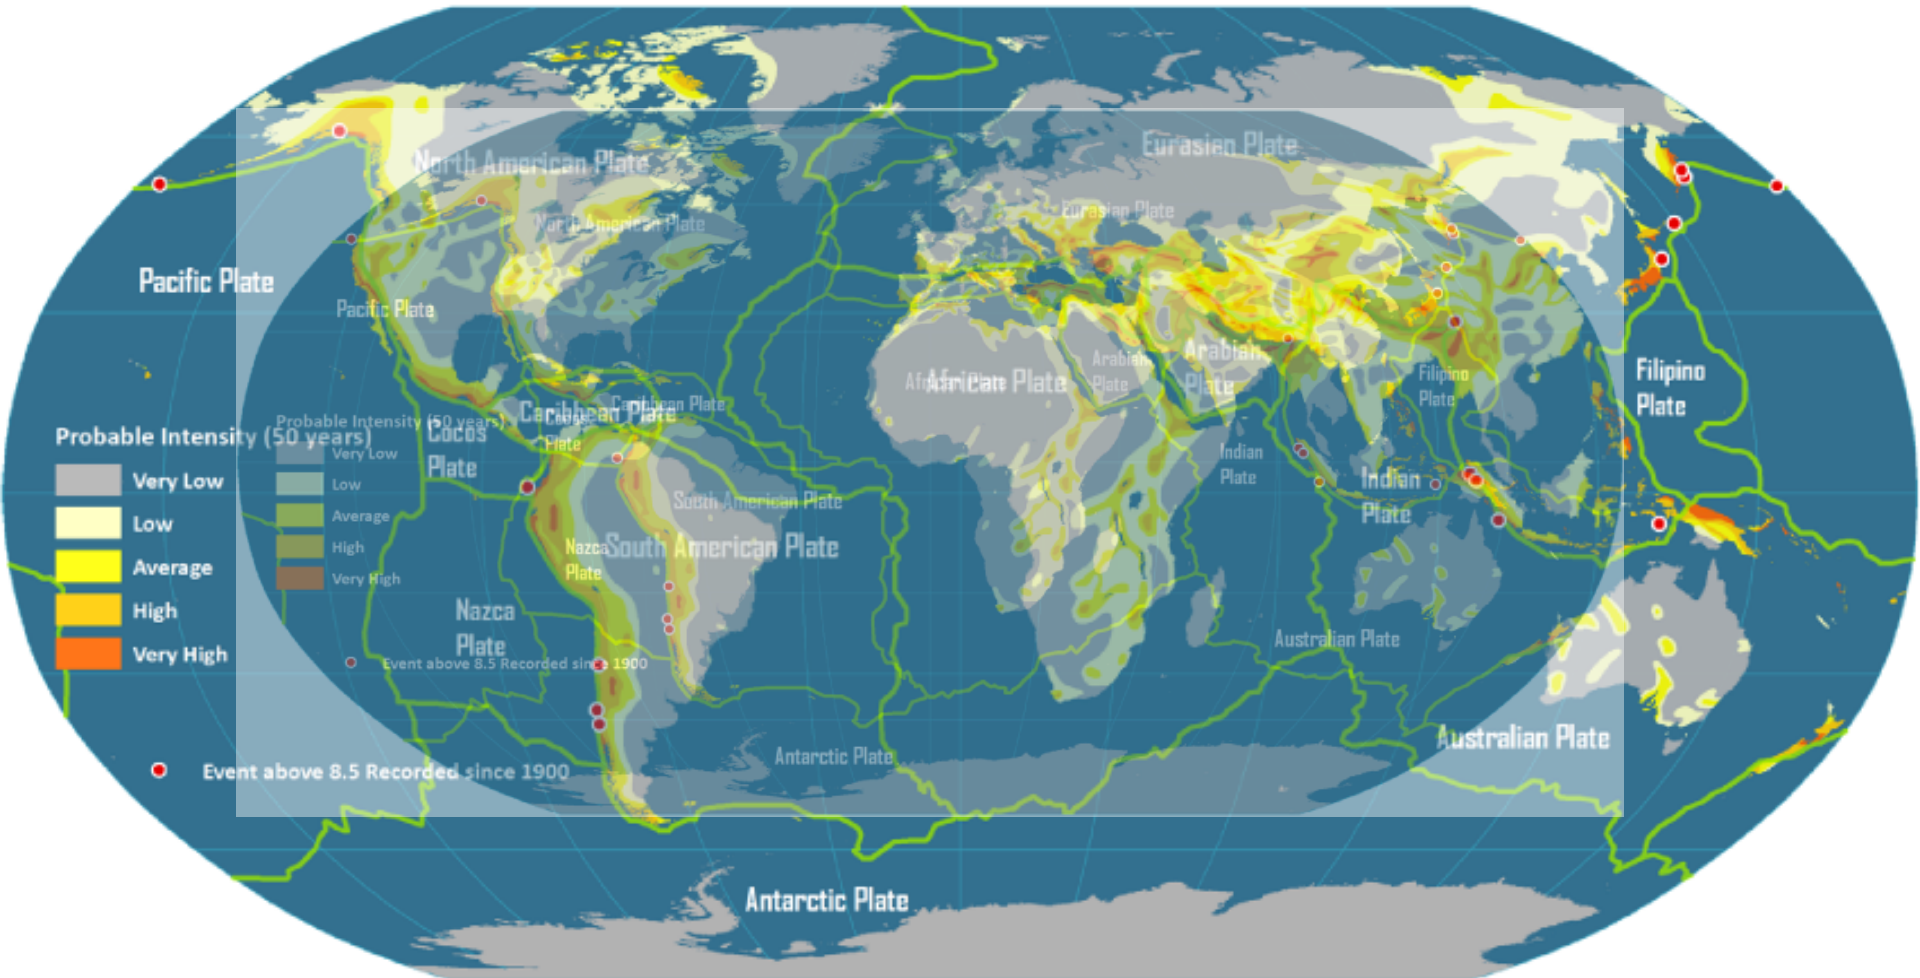 North American Plate
Eurasian Plate
North American Plate
Eurasian Plate
Pacific Plate
Pacific Plate
Arabian
Plate
Arabian
Plate
African Plate
African Plate
Filipino
Plate
Filipino
Plate
Caribbean Plate
Caribbean Plate
Cocos
Plate
Cocos
Plate
Probable Intensity (50 years)
Very Low
Low
Average
High
Very High
Probable Intensity (50 years)
Very Low
Low
Average
High
Very High
Indian
Plate
Indian
Plate
South American Plate
South American Plate
Nazca
Plate
Nazca
Plate
Australian Plate
Event above 8.5 Recorded since 1900
Australian Plate
Antarctic Plate
Event above 8.5 Recorded since 1900
Antarctic Plate